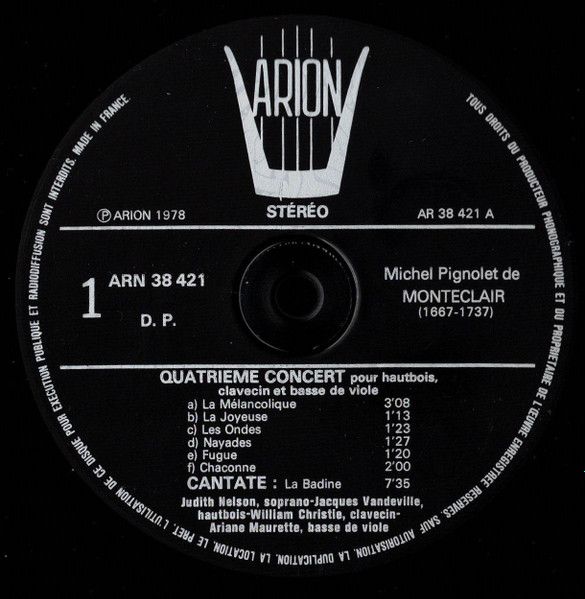 ARION
STÉRÉO
Ⓟ ARION 1978
AR 38 421 A
1
ARN 38 421
D. P.
Michel Pignolet de
MONTECLAIR
(1667-1737)
QUATRIEME CONCERT pour hautbois,
clavecin et basse de viole
a) La Mélancolique 3'08
b) La Joyeuse 1'13
c) Les Ondes 1'23
d) Nayades 1'27
e) Fugue 1'20
f) Chaconne 2'00
CANTATE : La Badine 7'35
Judith Nelson, soprano-Jacques Vandeville,
hautbois-William Christie, clavecin-
Ariane Maurette, basse de viole
TOUS DROITS DU PRODUCTEUR PHONOGRAPHIQUE ET DU PROPRIETAIRE DE L'ŒUVRE ENREGISTREE RESERVES. SAUF AUTORISATION. LA DUPLICATION, LA LOCATION, LE PRET, L'UTILISATION DE CE DISQUE POUR EXECUTION PUBLIQUE ET RADIODIFFUSION SONT INTERDITS. MADE IN FRANCE